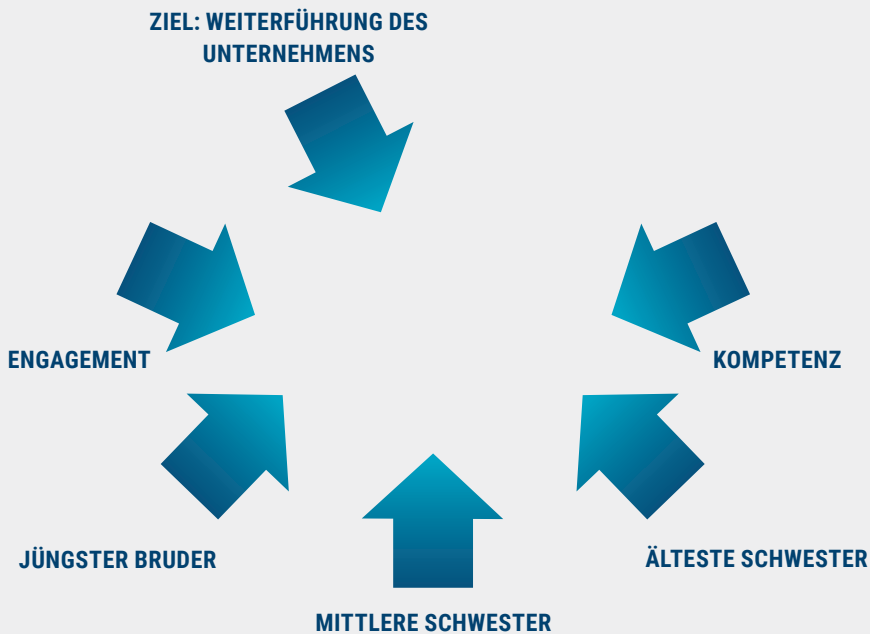 ZIEL: WEITERFÜHRUNG DES
UNTERNEHMENS
ENGAGEMENT
KOMPETENZ
JÜNGSTER BRUDER
ÄLTESTE SCHWESTER
MITTLERE SCHWESTER